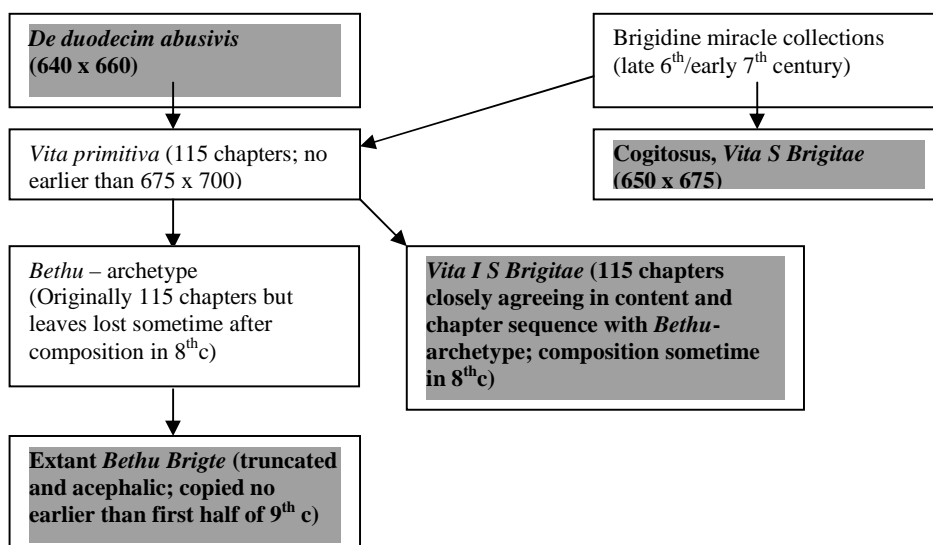 De duodecim abusivis
(640 x 660)
Brigidine miracle collections
(late 6th/early 7th century)
Vita primitiva (115 chapters; no
earlier than 675 x 700)
Cogitosus, Vita S Brigitae
(650 x 675)
Bethu – archetype
(Originally 115 chapters but
leaves lost sometime after
composition in 8thc)
Vita I S Brigitae (115 chapters
closely agreeing in content and
chapter sequence with Bethu-
archetype; composition sometime
in 8thc)
Extant Bethu Brigte (truncated
and acephalic; copied no
earlier than first half of 9th c)